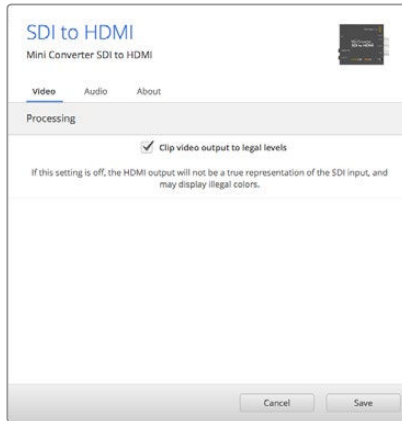 SDI to HDMI
Mini Converter SDI to HDMI
Video Audio About
Processing
Clip video output to legal levels
If this setting is off, the HDMI output will not be a true representation of the SDI input, and
may display illegal colors.
Cancel Save